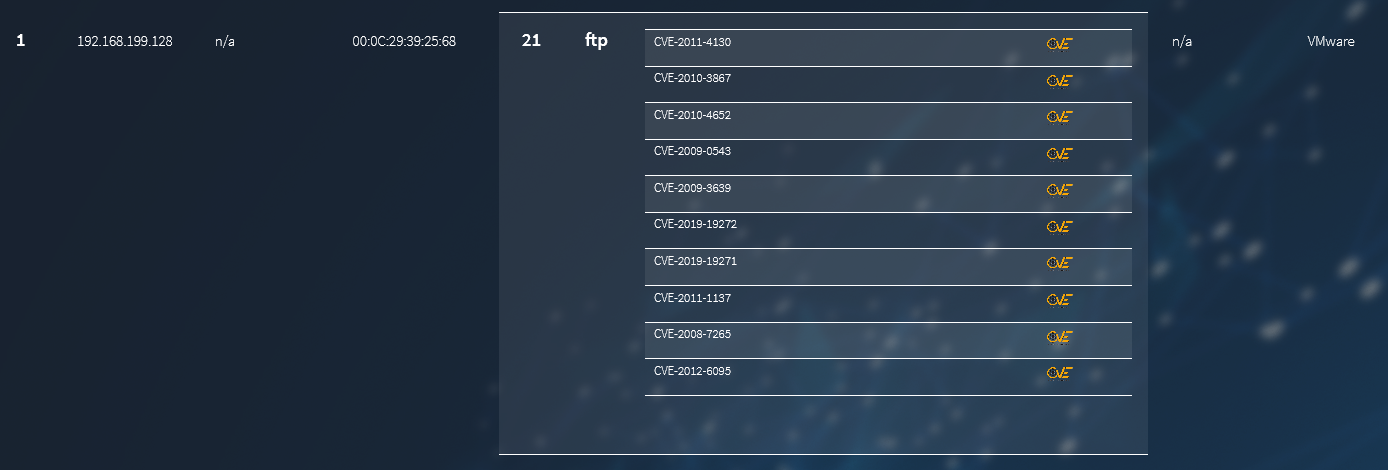 1 192.168.199.128 n/a 00:0C:29:39:25:68 21 ftp CVE-2011-4130 CVE n/a VMware
CVE-2010-3867 CVE
CVE-2010-4652 CVE
CVE-2009-0543 CVE
CVE-2009-3639 CVE
CVE-2019-19272 CVE
CVE-2019-19271 CVE
CVE-2011-1137 CVE
CVE-2008-7265 CVE
CVE-2012-6095 CVE